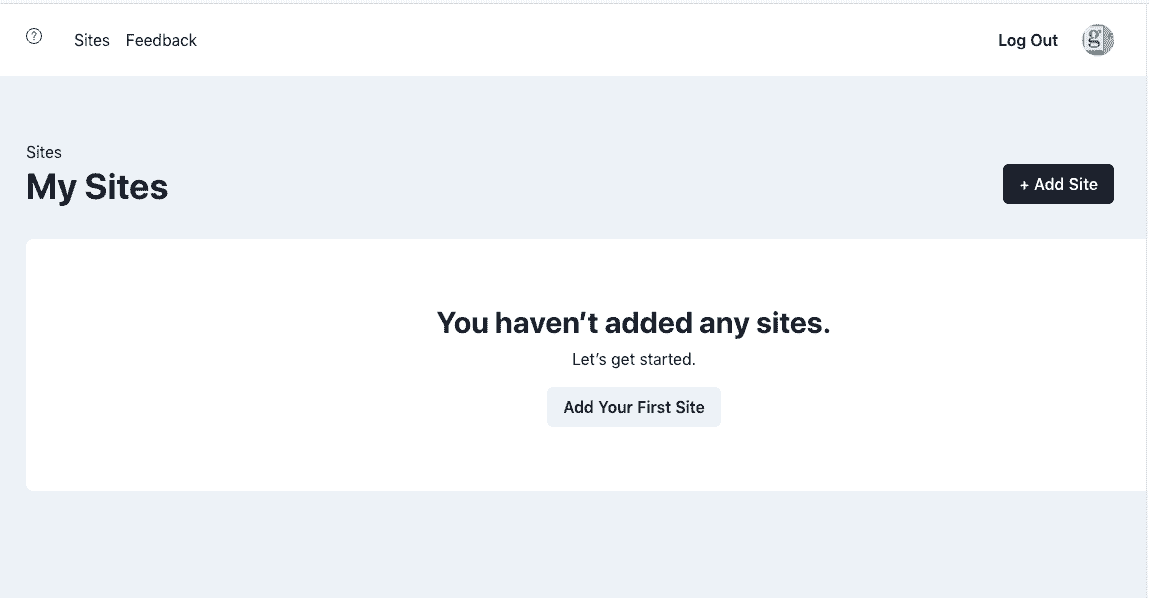 ?
Sites Feedback Log Out g
Sites
My Sites
+ Add Site
You haven't added any sites.
Let's get started.
Add Your First Site